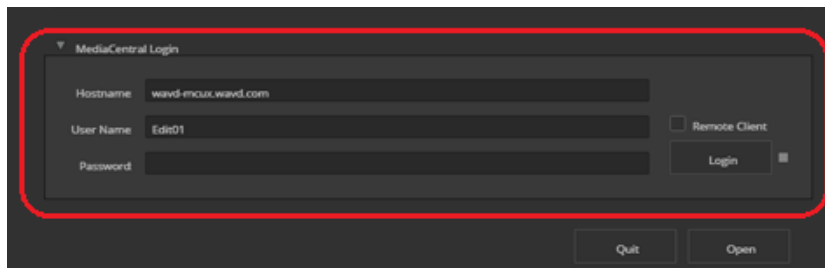 MediaCentral Login
Hostname wavd-mcux.wavd.com
User Name Edit01
Remote Client
Password
Login
Quit Open